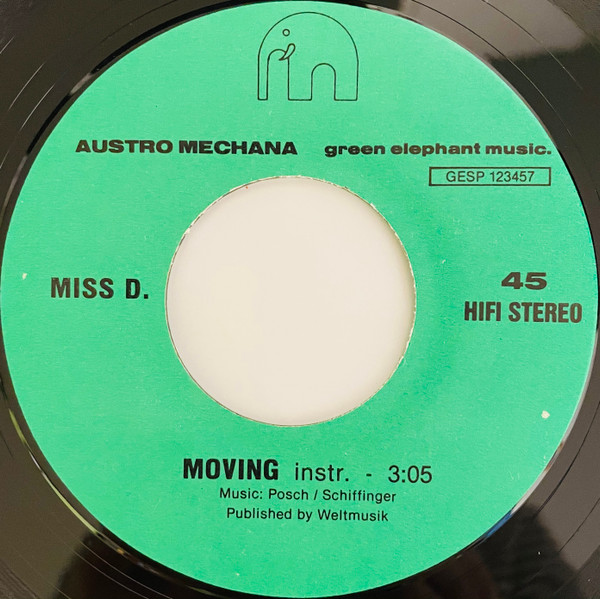 AUSTRO MECHANA green elephant music.
GESP 123457
MISS D.
45
HIFI STEREO
MOVING instr. - 3:05
Music: Posch / Schiffinger
Published by Weltmusik